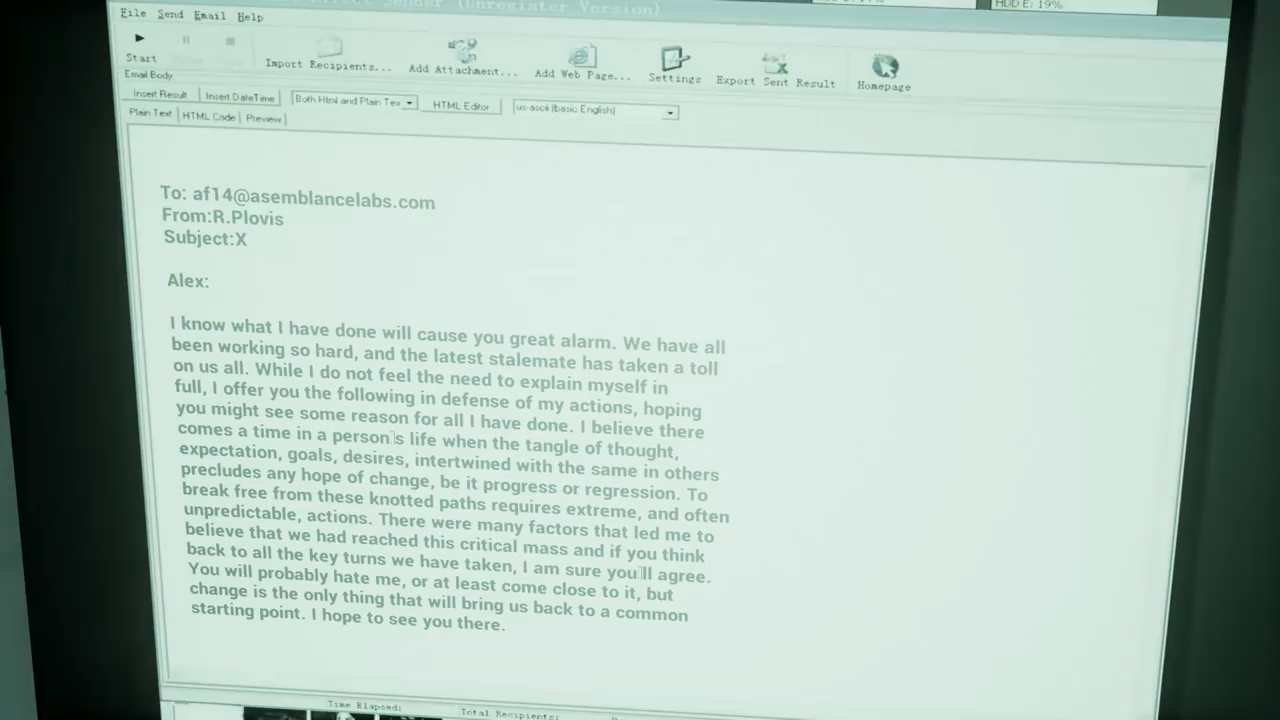 Sender (Unregister Version)
HDD E: 19%
File Send Email Help
Start
Import Recipients... Add Attachment... Add Web Page... Settings Export Sent Result Homepage
Email Body
Insert Result Insert DateTime Both Html and Plain Tex HTML Editor us-ascii (basic English)
Plain Text HTML Code Preview
To: af14@asemblancelabs.com
From:R.Plovis
Subject:X
Alex:
I know what I have done will cause you great alarm. We have all
been working so hard, and the latest stalemate has taken a toll
on us all. While I do not feel the need to explain myself in
full, I offer you the following in defense of my actions, hoping
you might see some reason for all I have done. I believe there
comes a time in a person▯s life when the tangle of thought,
expectation, goals, desires, intertwined with the same in others
precludes any hope of change, be it progress or regression. To
break free from these knotted paths requires extreme, and often
unpredictable, actions. There were many factors that led me to
believe that we had reached this critical mass and if you think
back to all the key turns we have taken, I am sure you▯ll agree.
You will probably hate me, or at least come close to it, but
change is the only thing that will bring us back to a common
starting point. I hope to see you there.
Time Elapsed: Total Recipients: